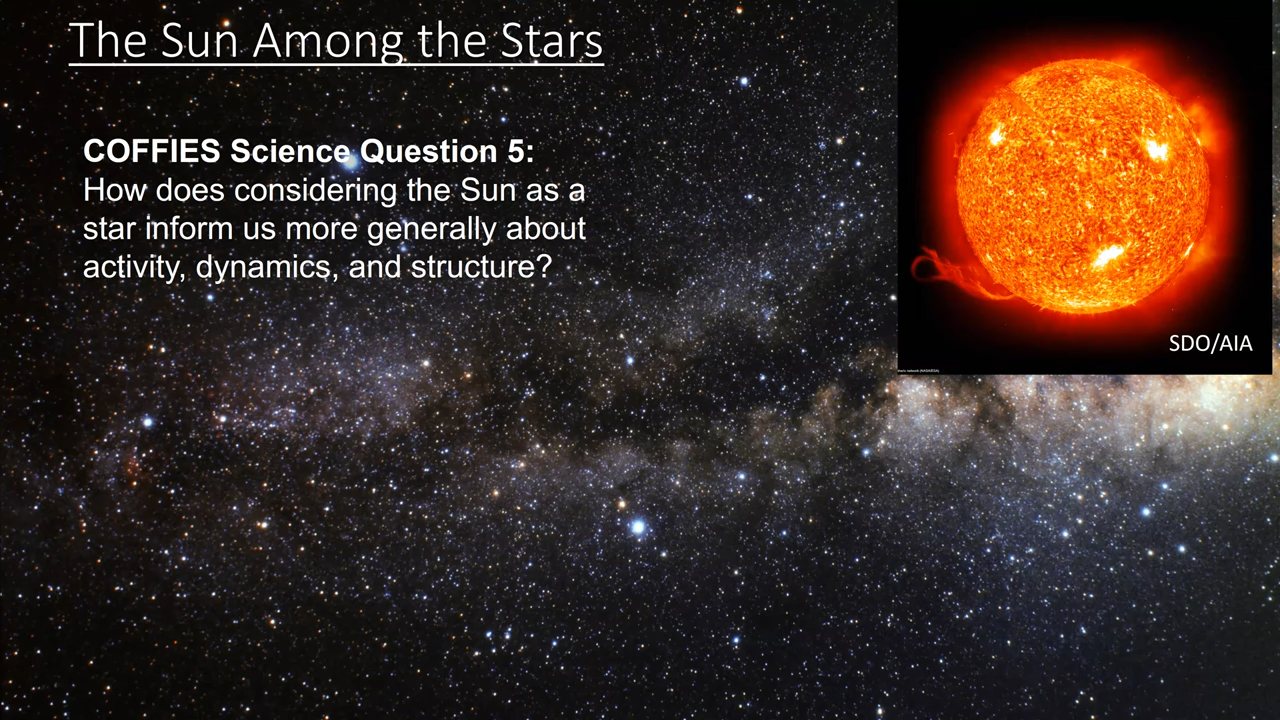 The Sun Among the Stars
COFFIES Science Question 5:
How does considering the Sun as a
star inform us more generally about
activity, dynamics, and structure?
SDO/AIA